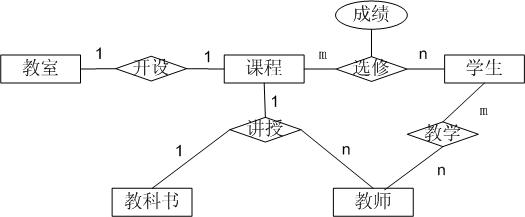 成绩
教室 1 开设 1 课程 m 选修 n 学生
1 m
讲授 教学
1 n n
教科书 教师